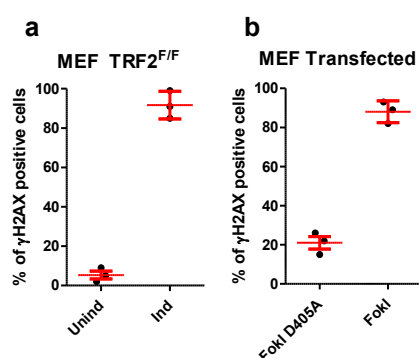 a
MEF TRF2F/F
% of γH2AX positive cells
100
80
60
40
20
0
Unind
Ind
b
MEF Transfected
% of γH2AX positive cells
100
80
60
40
20
0
FokI D405A
FokI